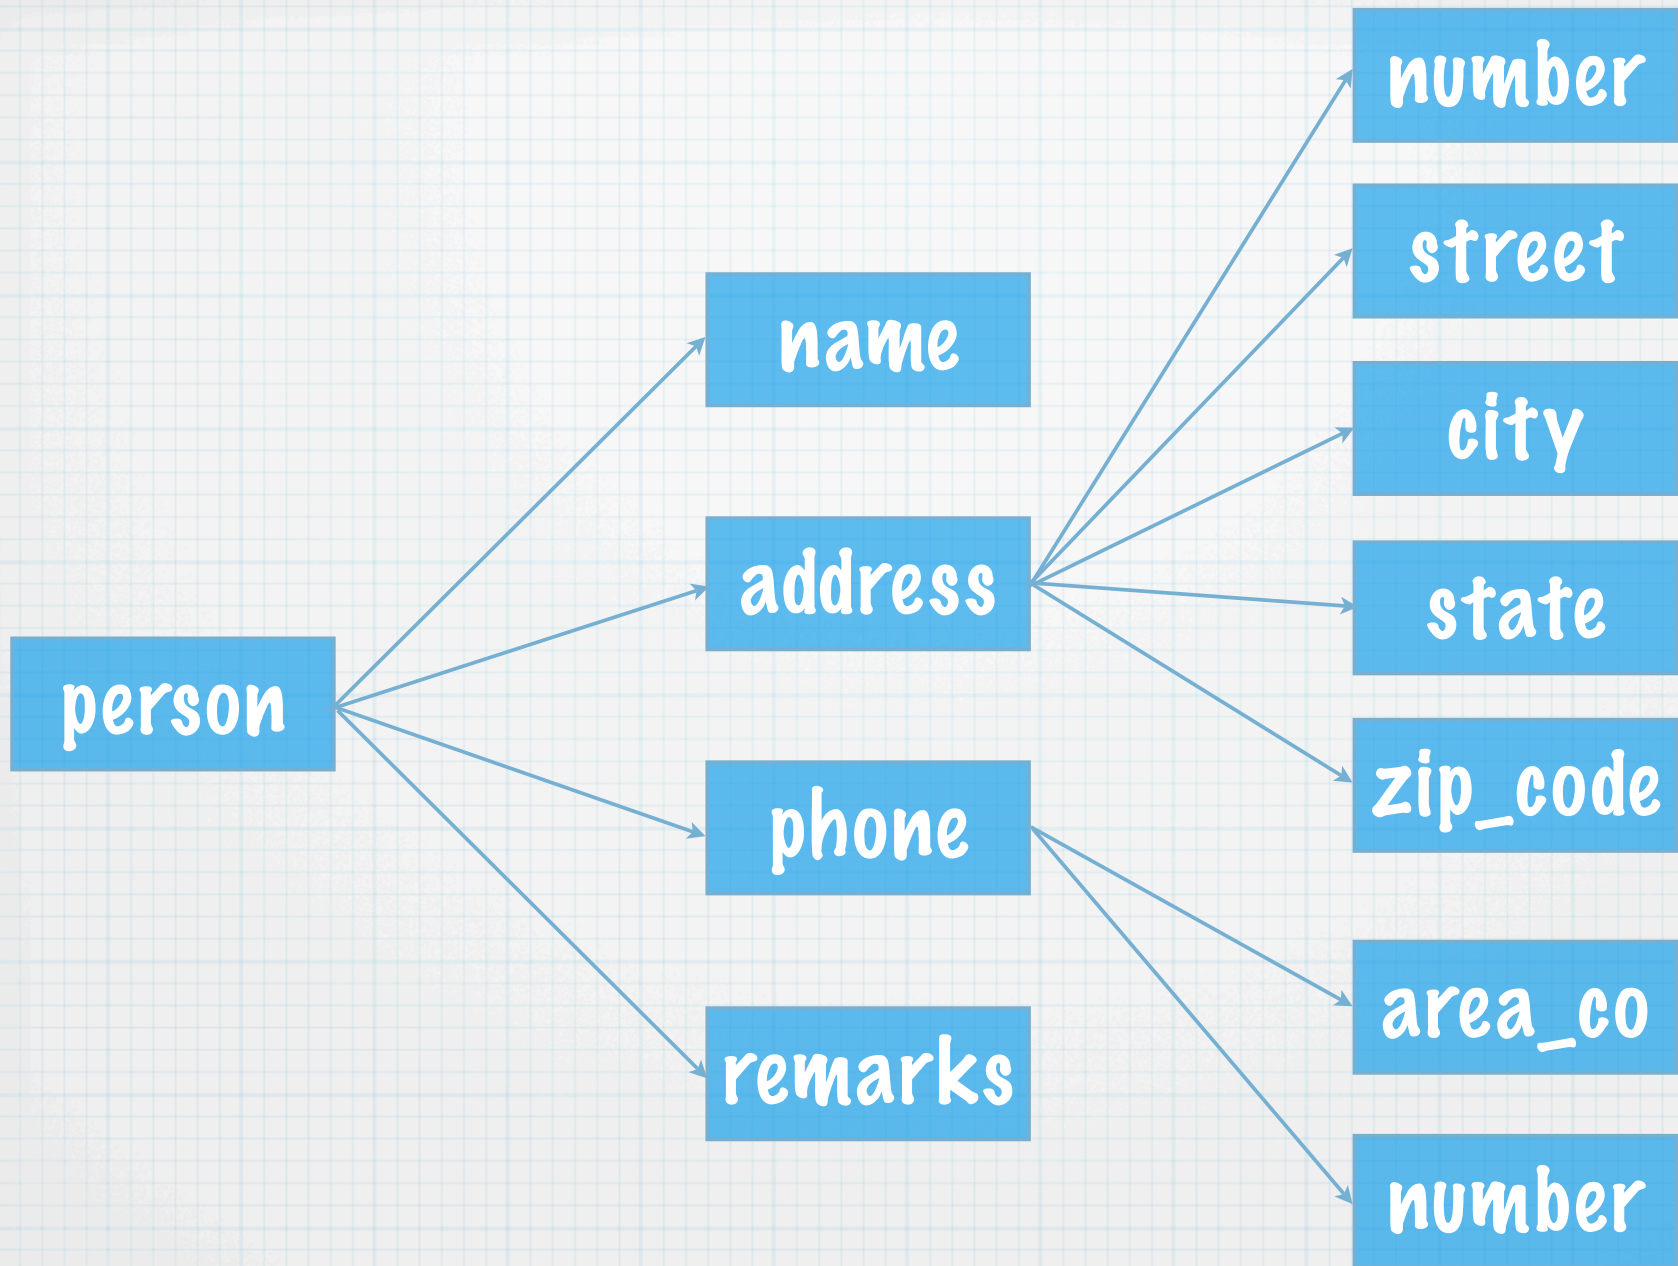 person
name
address
phone
remarks
number
street
city
state
zip_code
area_co
number